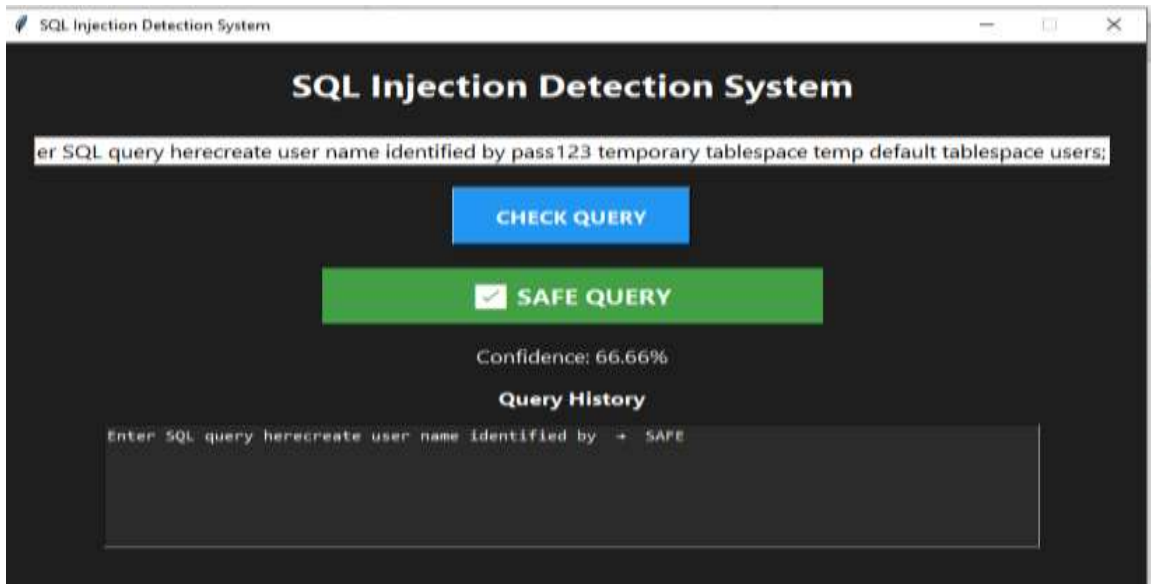 SQL Injection Detection System
SQL Injection Detection System
er SQL query herecreate user name identified by pass123 temporary tablespace temp default tablespace users;
CHECK QUERY
SAFE QUERY
Confidence: 66.66%
Query History
Enter SQL query herecreate user name identified by → SAFE